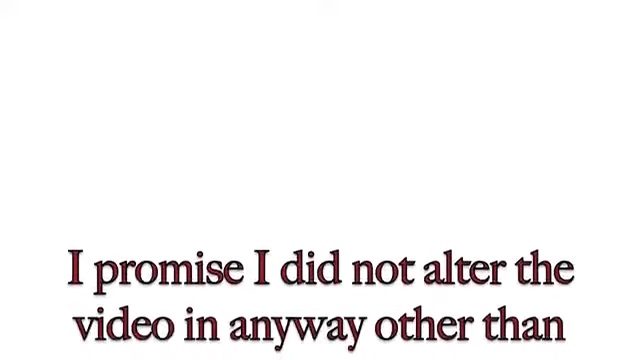 I promise I did not alter the
video in anyway other than